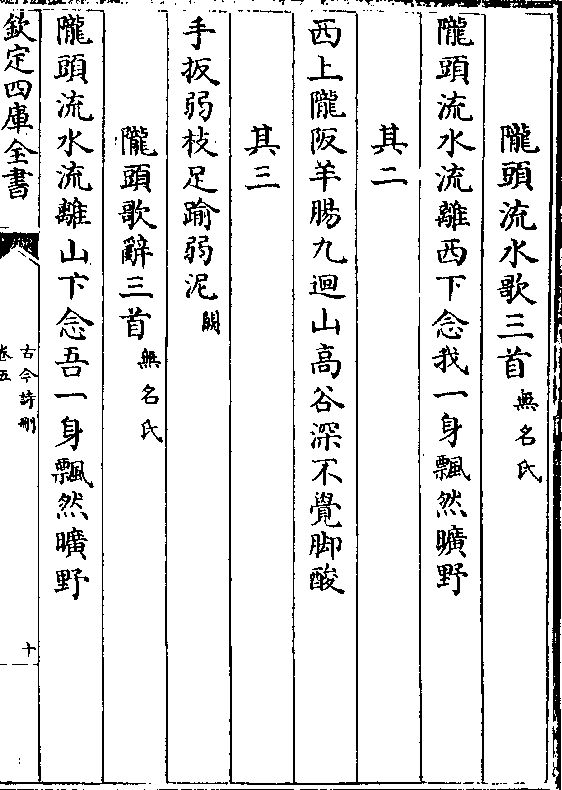 隴頭流水歌三首 無名氏
隴頭流水流離西下念我一身飄然曠野
其二
西上隴阪羊腸九迴山高谷深不覺脚酸
其三
手扳弱枝足踰弱泥 闕
隴頭歌辭三首 無名氏
隴頭流水流離山下念吾一身飄然曠野
欽定四庫全書
古今詩刪
卷五
十